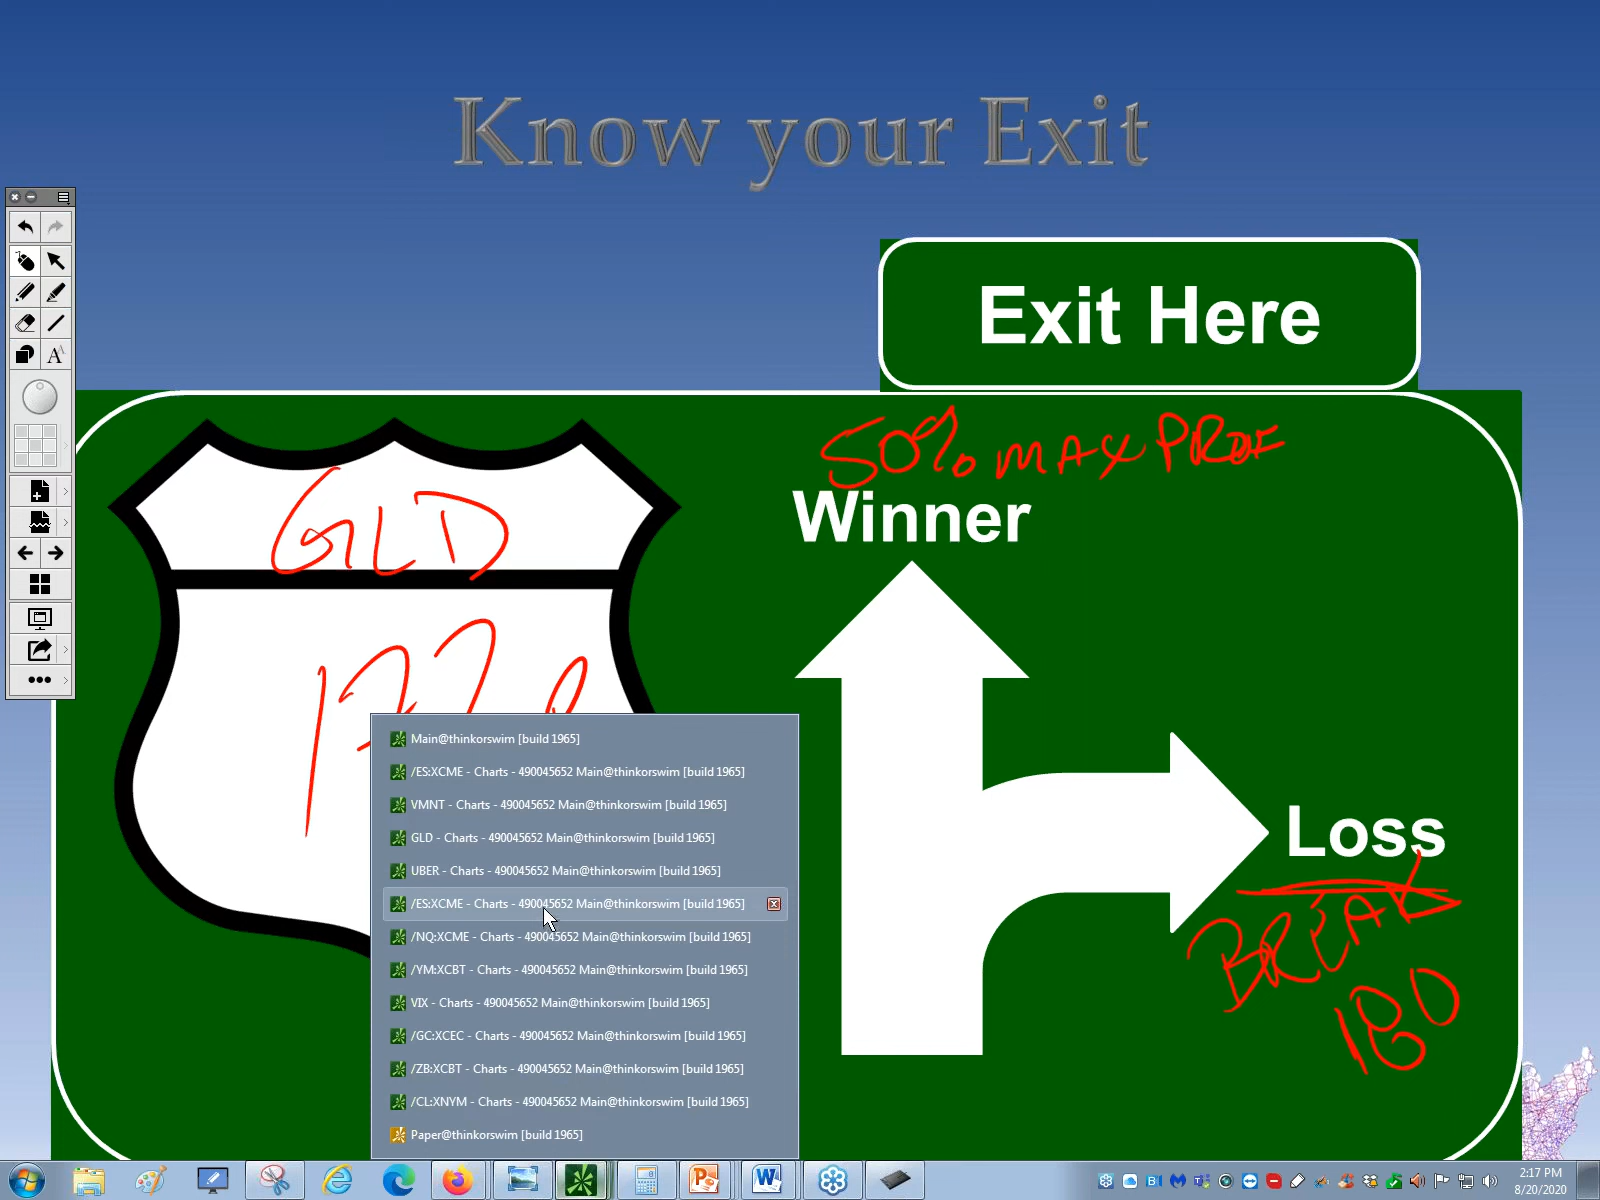 Know your Exit
Exit Here
50% MAX PROF
Winner
GLD
Loss
BREAK
180
Main@thinkorswim [build 1965]
/ES:XCME - Charts - 490045652 Main@thinkorswim [build 1965]
VMNT - Charts - 490045652 Main@thinkorswim [build 1965]
GLD - Charts - 490045652 Main@thinkorswim [build 1965]
UBER - Charts - 490045652 Main@thinkorswim [build 1965]
/ES:XCME - Charts - 490045652 Main@thinkorswim [build 1965]
/NQ:XCME - Charts - 490045652 Main@thinkorswim [build 1965]
/YM:XCBT - Charts - 490045652 Main@thinkorswim [build 1965]
VIX - Charts - 490045652 Main@thinkorswim [build 1965]
/GC:XCEC - Charts - 490045652 Main@thinkorswim [build 1965]
/ZB:XCBT - Charts - 490045652 Main@thinkorswim [build 1965]
/CL:XNYM - Charts - 490045652 Main@thinkorswim [build 1965]
Paper@thinkorswim [build 1965]
2:17 PM
8/20/2020